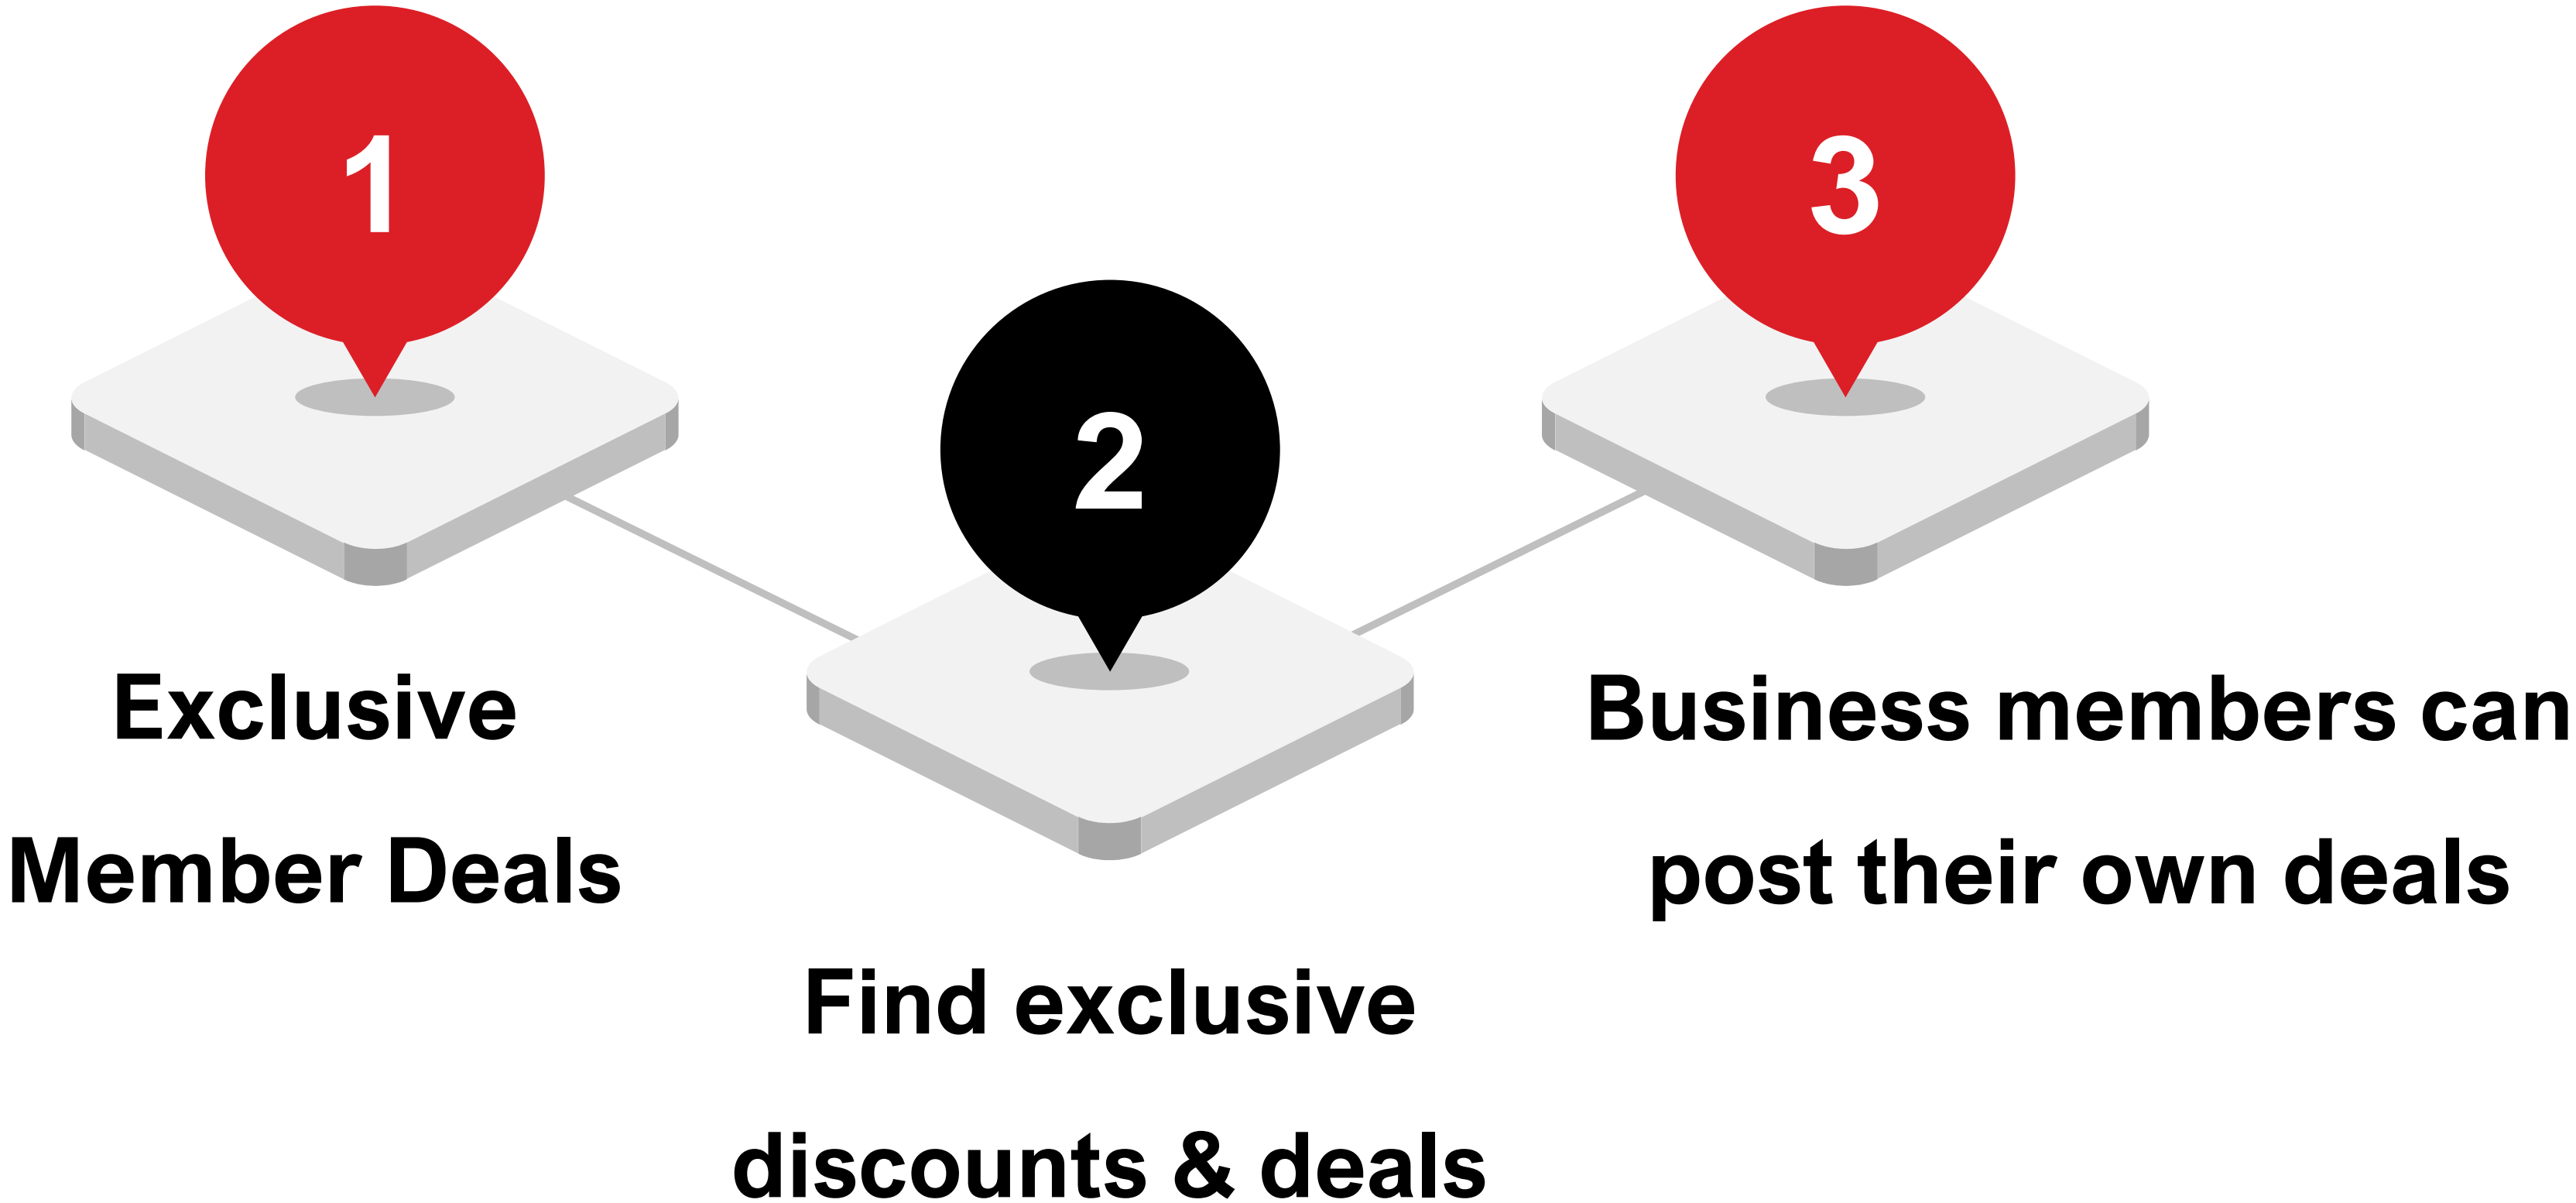 1
Exclusive
Member Deals
2
Find exclusive
discounts & deals
3
Business members can
post their own deals